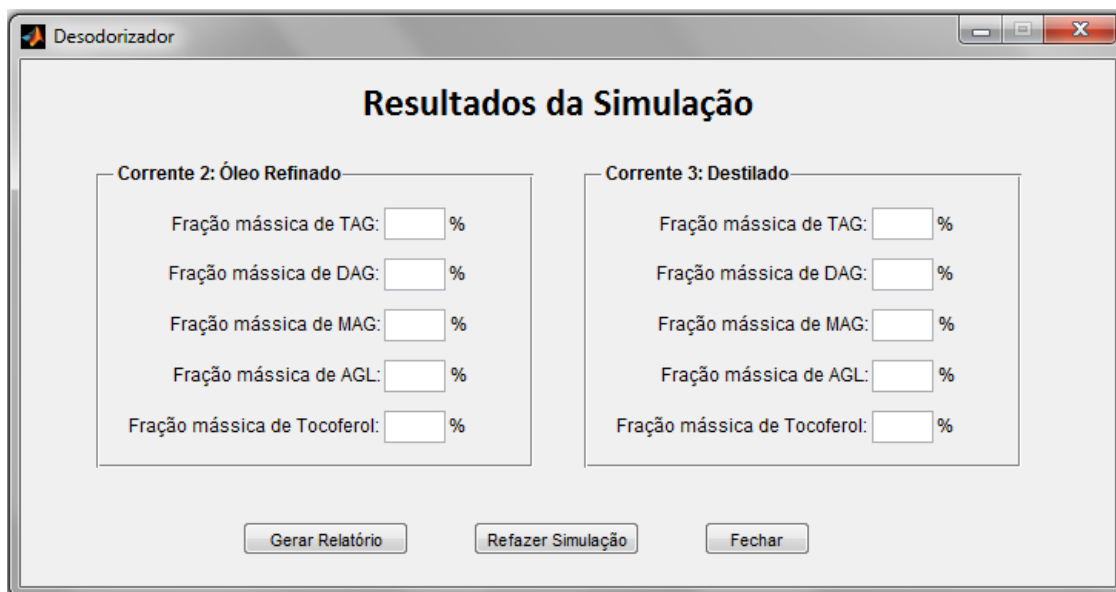 Desodorizador
Resultados da Simulação
Corrente 2: Óleo Refinado
Fração mássica de TAG: %
Fração mássica de DAG: %
Fração mássica de MAG: %
Fração mássica de AGL: %
Fração mássica de Tocoferol: %
Corrente 3: Destilado
Fração mássica de TAG: %
Fração mássica de DAG: %
Fração mássica de MAG: %
Fração mássica de AGL: %
Fração mássica de Tocoferol: %
Gerar Relatório Refazer Simulação Fechar